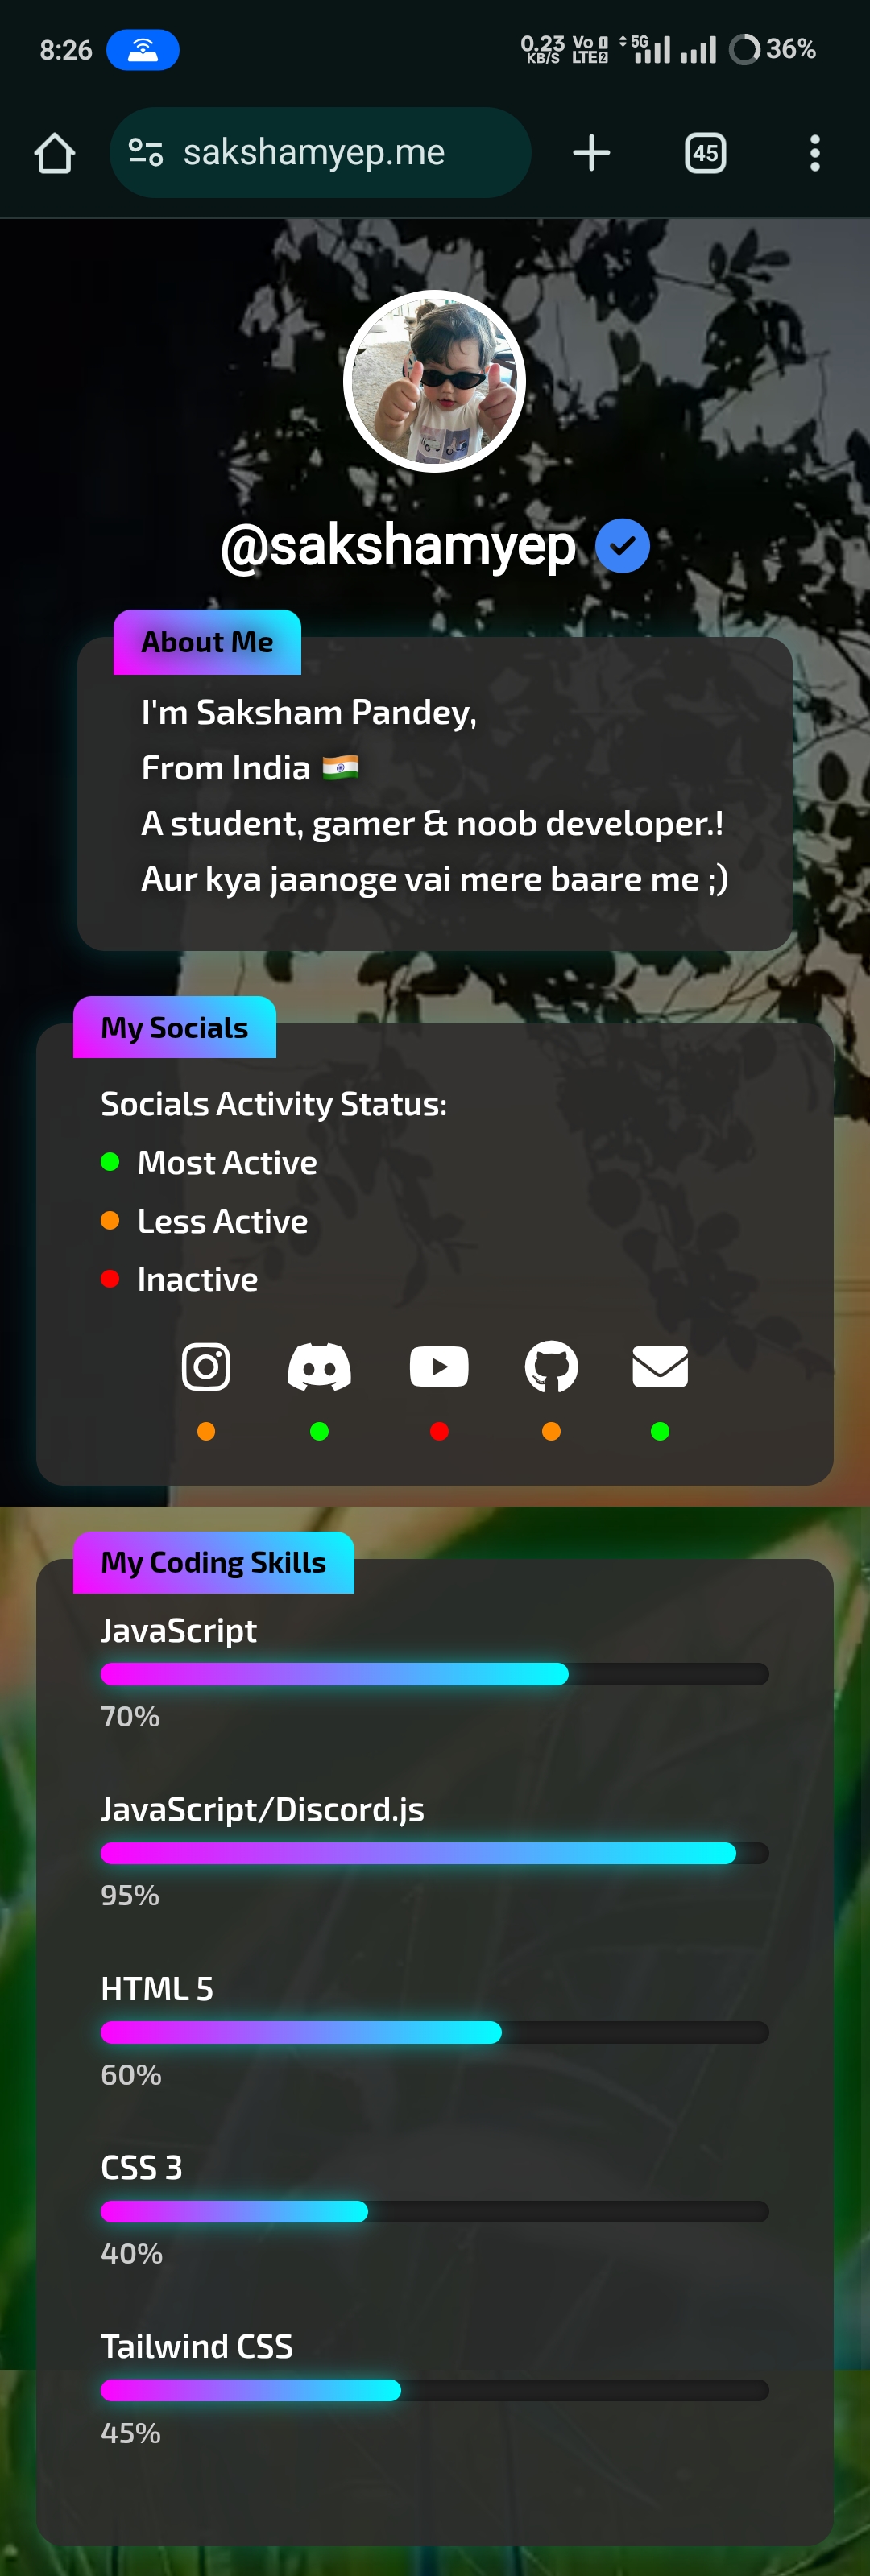 8:26
0.23 KB/S Vo 1 LTE 2 5G 36%
sakshamyep.me
45
@sakshamyep
About Me
I'm Saksham Pandey,
From India 🇮🇳
A student, gamer & noob developer.!
Aur kya jaanoge vai mere baare me ;)
My Socials
Socials Activity Status:
Most Active
Less Active
Inactive
My Coding Skills
JavaScript
70%
JavaScript/Discord.js
95%
HTML 5
60%
CSS 3
40%
Tailwind CSS
45%